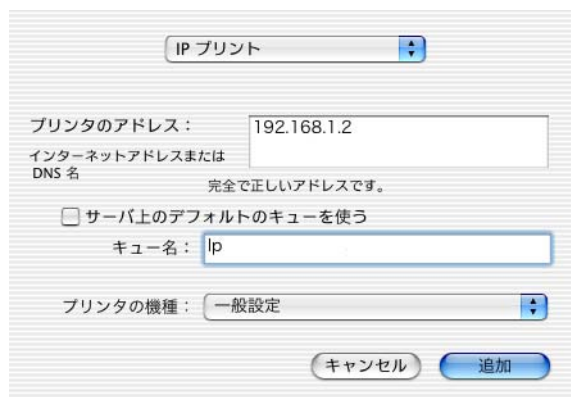 IP プリント
プリンタのアドレス：
192.168.1.2
インターネットアドレスまたは
DNS 名
完全で正しいアドレスです。
サーバ上のデフォルトのキューを使う
キュー名： lp
プリンタの機種： 一般設定
キャンセル 追加